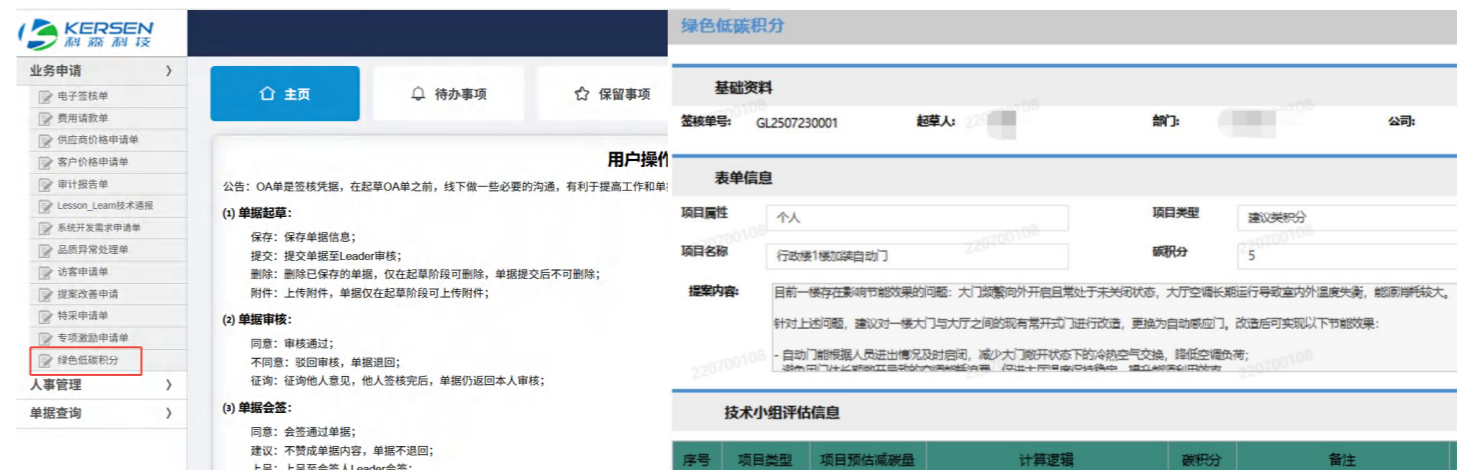 KERSEN
科森科技
业务申请
电子签核单
费用请款单
供应商价格申请单
客户价格申请单
审计报告单
Lesson_Learn技术通报
系统开发需求申请单
品质异常处理单
访客申请单
提案改善申请
特采申请单
专项激励申请单
绿色低碳积分
人事管理
单据查询
主页
待办事项
保留事项
用户操作
公告：OA单是签核凭据，在起草OA单之前，线下做一些必要的沟通，有利于提高工作和单
(1) 单据起草：
保存：保存单据信息；
提交：提交单据至Leader审核；
删除：删除已保存的单据，仅在起草阶段可删除，单据提交后不可删除；
附件：上传附件，单据仅在起草阶段可上传附件；
(2) 单据审核：
同意：审核通过；
不同意：驳回审核，单据退回；
征询：征询他人意见，他人签核完后，单据仍返回本人审核；
(3) 单据会签：
同意：会签通过单据；
建议：不赞成单据内容，单据不退回；
上呈：上呈至会签人Leader会签；
绿色低碳积分
基础资料
签核单号： GL2507230001 起草人： 部门： 公司：
表单信息
项目属性 个人 项目类型 建议类积分
项目名称 行政楼1楼加装自动门 碳积分 5
提案内容： 目前一楼存在影响节能效果的问题：大门频繁向外开启且常处于未关闭状态，大厅空调长期运行导致室内外温度失衡，能源消耗较大。
针对上述问题，建议对一楼大门与大厅之间的现有常开式门进行改造，更换为自动感应门。改造后可实现以下节能效果：
- 自动门能根据人员进出情况及时启闭，减少大门敞开状态下的冷热空气交换，降低空调负荷；
220700108
技术小组评估信息
序号 项目类型 项目预估减碳量 计算逻辑 碳积分 备注